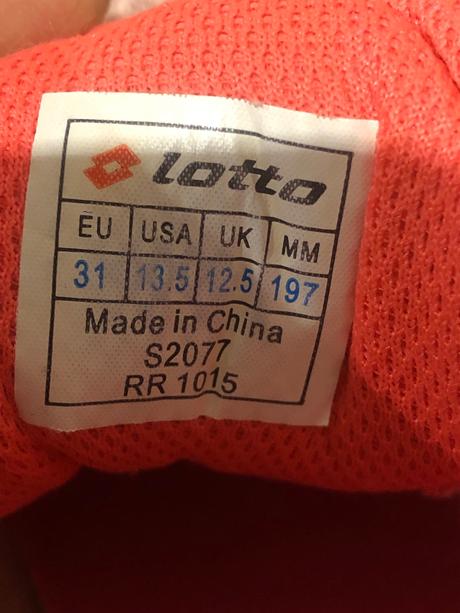 lotto
EU USA UK MM
31 13.5 12.5 197
Made in China
S2077
RR 1015